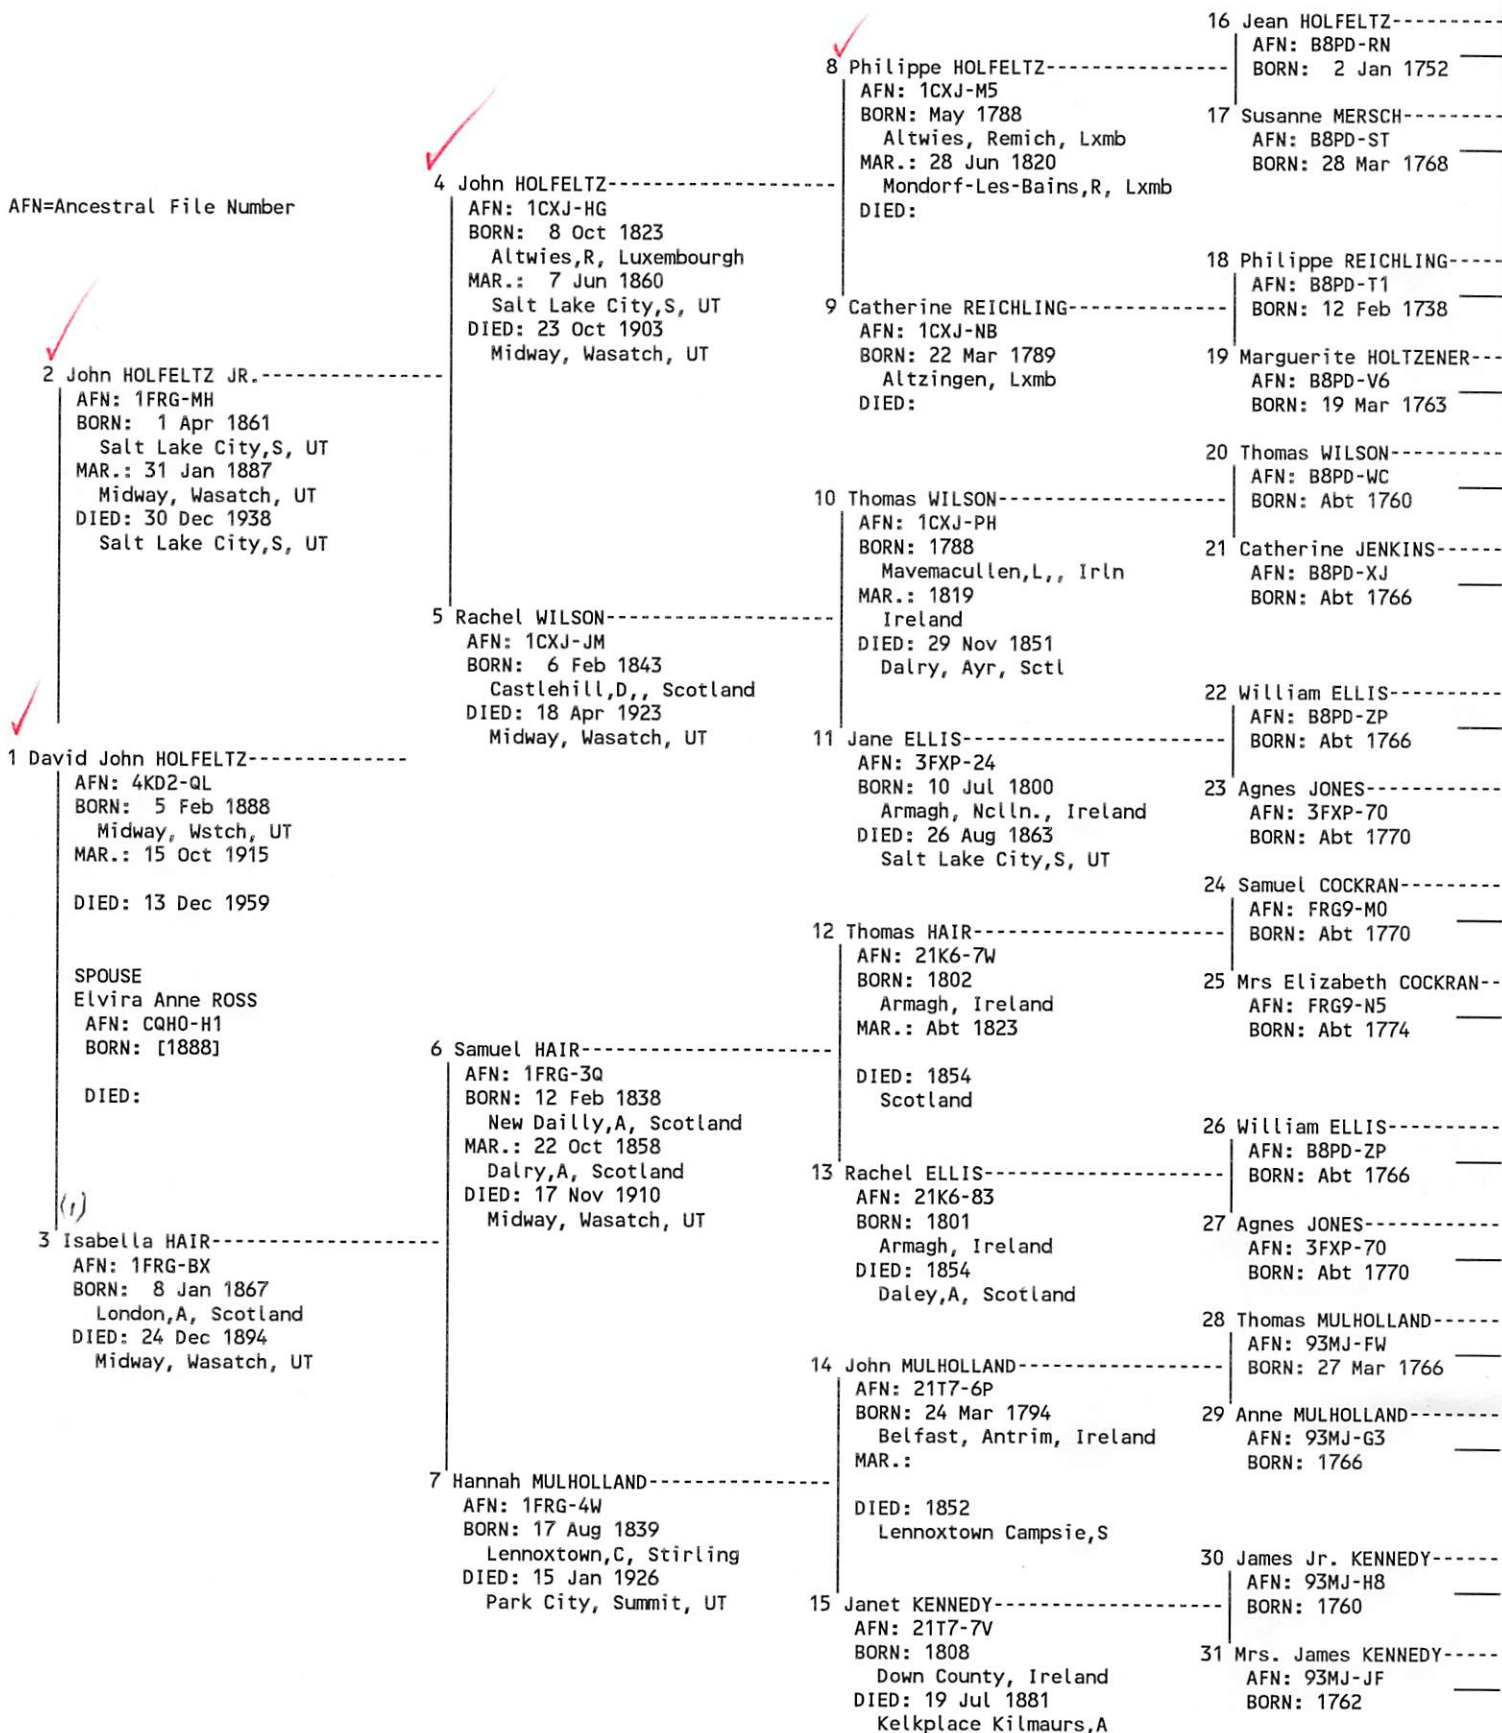 AFN=Ancestral File Number
1 David John HOLFELTZ--------------
AFN: 4KD2-QL
BORN:  5 Feb 1888
Midway, Wstch, UT
MAR.: 15 Oct 1915
DIED: 13 Dec 1959
SPOUSE
Elvira Anne ROSS
AFN: CQH0-H1
BORN: [1888]
DIED:
2 John HOLFELTZ JR.----------------
AFN: 1FRG-MH
BORN:  1 Apr 1861
Salt Lake City,S, UT
MAR.: 31 Jan 1887
Midway, Wasatch, UT
DIED: 30 Dec 1938
Salt Lake City,S, UT
(1)
3 Isabella HAIR--------------------
AFN: 1FRG-BX
BORN:  8 Jan 1867
London,A, Scotland
DIED: 24 Dec 1894
Midway, Wasatch, UT
4 John HOLFELTZ--------------------
AFN: 1CXJ-HG
BORN:  8 Oct 1823
Altwies,R, Luxembourgh
MAR.:  7 Jun 1860
Salt Lake City,S, UT
DIED: 23 Oct 1903
Midway, Wasatch, UT
5 Rachel WILSON--------------------
AFN: 1CXJ-JM
BORN:  6 Feb 1843
Castlehill,D,, Scotland
DIED: 18 Apr 1923
Midway, Wasatch, UT
6 Samuel HAIR----------------------
AFN: 1FRG-3Q
BORN: 12 Feb 1838
New Dailly,A, Scotland
MAR.: 22 Oct 1858
Dalry,A, Scotland
DIED: 17 Nov 1910
Midway, Wasatch, UT
7 Hannah MULHOLLAND----------------
AFN: 1FRG-4W
BORN: 17 Aug 1839
Lennoxtown,C, Stirling
DIED: 15 Jan 1926
Park City, Summit, UT
8 Philippe HOLFELTZ----------------
AFN: 1CXJ-M5
BORN: May 1788
Altwies, Remich, Lxmb
MAR.: 28 Jun 1820
Mondorf-Les-Bains,R, Lxmb
DIED:
9 Catherine REICHLING--------------
AFN: 1CXJ-NB
BORN: 22 Mar 1789
Altzingen, Lxmb
DIED:
10 Thomas WILSON--------------------
AFN: 1CXJ-PH
BORN: 1788
Mavemacullen,L,, Irln
MAR.: 1819
Ireland
DIED: 29 Nov 1851
Dalry, Ayr, Sctl
11 Jane ELLIS-----------------------
AFN: 3FXP-24
BORN: 10 Jul 1800
Armagh, Nclln., Ireland
DIED: 26 Aug 1863
Salt Lake City,S, UT
12 Thomas HAIR----------------------
AFN: 21K6-7W
BORN: 1802
Armagh, Ireland
MAR.: Abt 1823
DIED: 1854
Scotland
13 Rachel ELLIS---------------------
AFN: 21K6-83
BORN: 1801
Armagh, Ireland
DIED: 1854
Daley,A, Scotland
14 John MULHOLLAND------------------
AFN: 21T7-6P
BORN: 24 Mar 1794
Belfast, Antrim, Ireland
MAR.:
DIED: 1852
Lennoxtown Campsie,S
15 Janet KENNEDY--------------------
AFN: 21T7-7V
BORN: 1808
Down County, Ireland
DIED: 19 Jul 1881
Kelkplace Kilmaurs,A
16 Jean HOLFELTZ---------
AFN: B8PD-RN
BORN:  2 Jan 1752
17 Susanne MERSCH---------
AFN: B8PD-ST
BORN: 28 Mar 1768
18 Philippe REICHLING-----
AFN: B8PD-T1
BORN: 12 Feb 1738
19 Marguerite HOLTZENER---
AFN: B8PD-V6
BORN: 19 Mar 1763
20 Thomas WILSON----------
AFN: B8PD-WC
BORN: Abt 1760
21 Catherine JENKINS------
AFN: B8PD-XJ
BORN: Abt 1766
22 William ELLIS----------
AFN: B8PD-ZP
BORN: Abt 1766
23 Agnes JONES------------
AFN: 3FXP-70
BORN: Abt 1770
24 Samuel COCKRAN---------
AFN: FRG9-M0
BORN: Abt 1770
25 Mrs Elizabeth COCKRAN--
AFN: FRG9-N5
BORN: Abt 1774
26 William ELLIS----------
AFN: B8PD-ZP
BORN: Abt 1766
27 Agnes JONES------------
AFN: 3FXP-70
BORN: Abt 1770
28 Thomas MULHOLLAND------
AFN: 93MJ-FW
BORN: 27 Mar 1766
29 Anne MULHOLLAND--------
AFN: 93MJ-G3
BORN: 1766
30 James Jr. KENNEDY------
AFN: 93MJ-H8
BORN: 1760
31 Mrs. James KENNEDY-----
AFN: 93MJ-JF
BORN: 1762